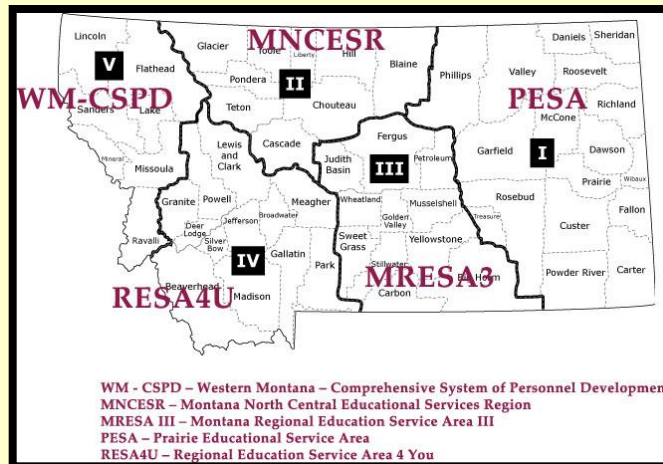 MNCESR
Lincoln
Glacier
Toole
Liberty
Hill
Daniels
Sheridan
V
Flathead
Pondera
II
Blaine
Phillips
Valley
Roosevelt
WM-CSPD
PESA
Sanders
Lake
Teton
Chouteau
Richland
McCone
Mineral
Missoula
Lewis
and
Clark
Cascade
Fergus
Judith
Basin
III
Petroleum
Garfield
I
Dawson
Prairie
Wibaux
Granite
Powell
Meagher
Wheatland
Musselshell
Rosebud
Treasure
Fallon
Deer
Lodge
Jefferson
Broadwater
Golden
Valley
Custer
Ravalli
Silver
Bow
IV
Gallatin
Park
Sweet
Grass
Yellowstone
Stillwater
Powder River
Carter
RESA4U
Beaverhead
Madison
MRESA3
Carbon
Big Horn
WM - CSPD – Western Montana – Comprehensive System of Personnel Developmen
MNCESR – Montana North Central Educational Services Region
MRESA III – Montana Regional Education Service Area III
PESA – Prairie Educational Service Area
RESA4U – Regional Education Service Area 4 You